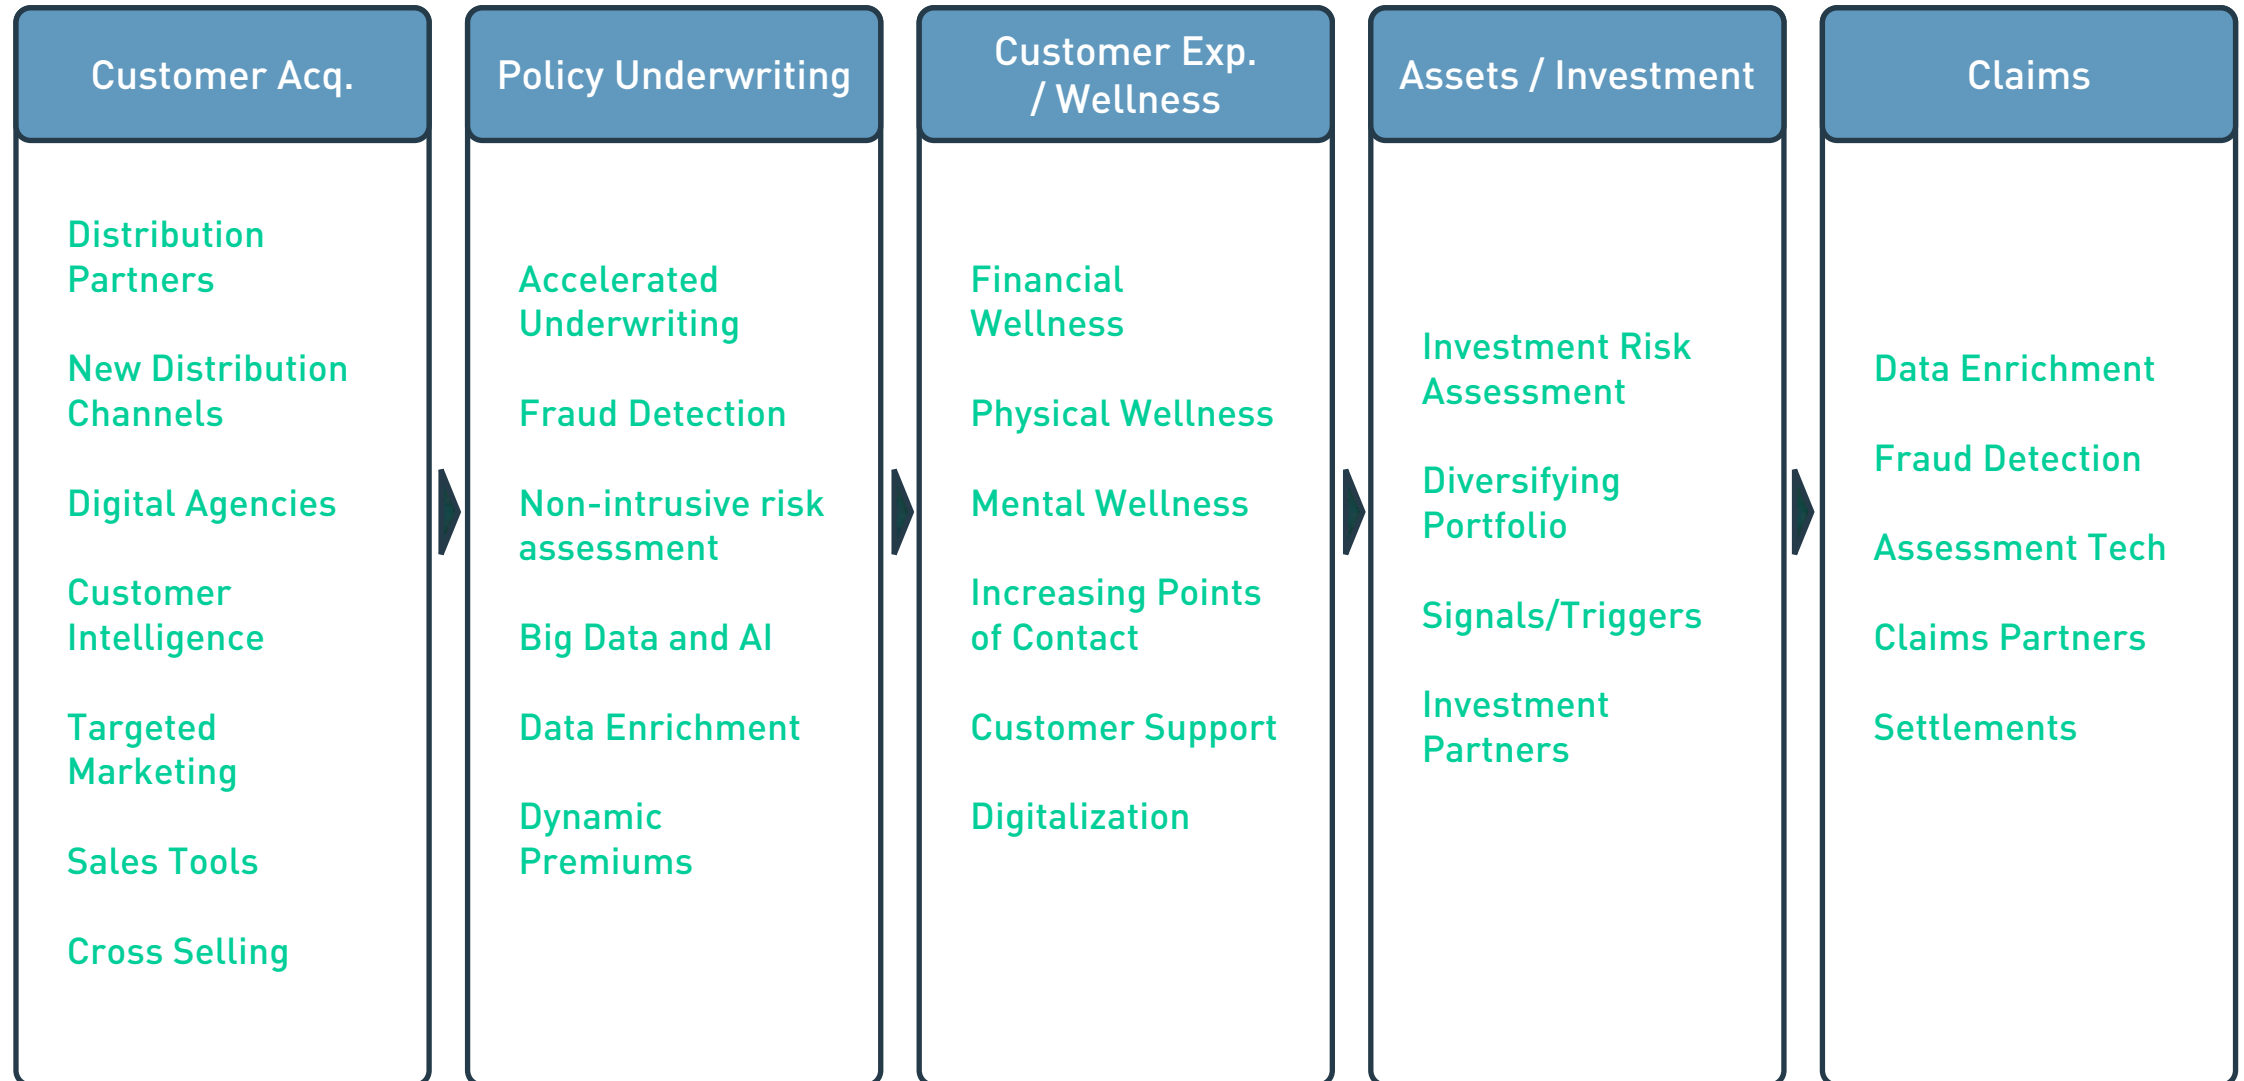 Customer Acq.
Distribution
Partners
New Distribution
Channels
Digital Agencies
Customer
Intelligence
Targeted
Marketing
Sales Tools
Cross Selling
Policy Underwriting
Accelerated
Underwriting
Fraud Detection
Non-intrusive risk
assessment
Big Data and AI
Data Enrichment
Dynamic
Premiums
Customer Exp.
/ Wellness
Financial
Wellness
Physical Wellness
Mental Wellness
Increasing Points
of Contact
Customer Support
Digitalization
Assets / Investment
Investment Risk
Assessment
Diversifying
Portfolio
Signals/Triggers
Investment
Partners
Claims
Data Enrichment
Fraud Detection
Assessment Tech
Claims Partners
Settlements